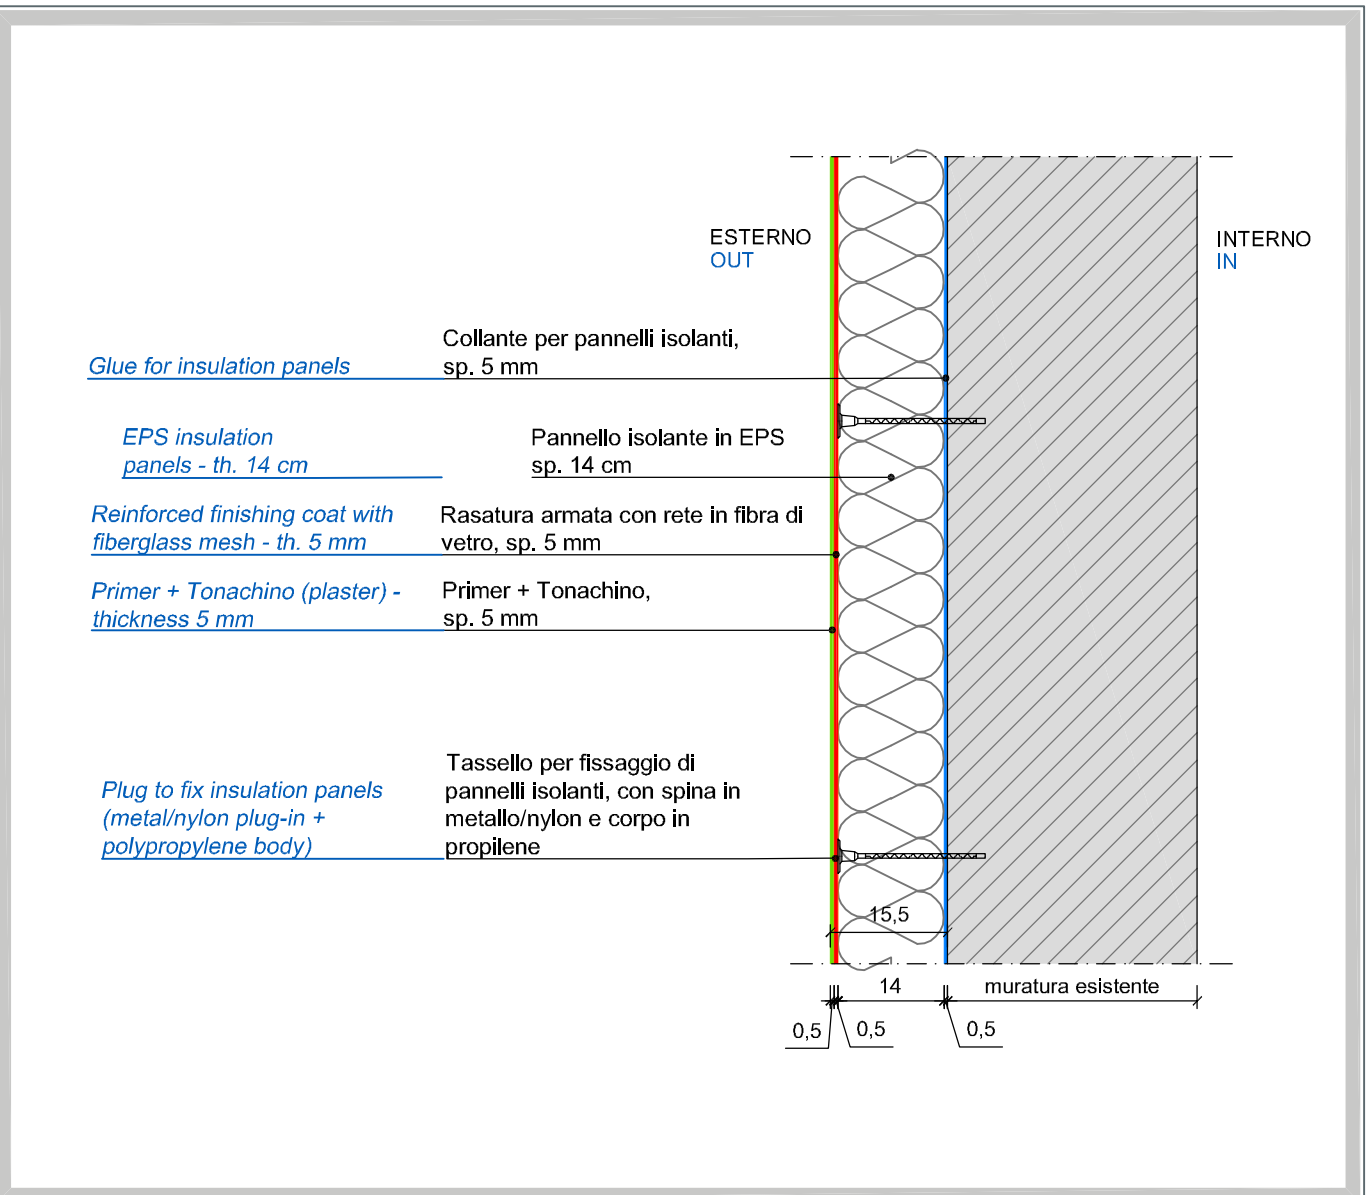 ESTERNO
OUT
INTERNO
IN
Glue for insulation panels
Collante per pannelli isolanti,
sp. 5 mm
EPS insulation
panels - th. 14 cm
Pannello isolante in EPS
sp. 14 cm
Reinforced finishing coat with
fiberglass mesh - th. 5 mm
Rasatura armata con rete in fibra di
vetro, sp. 5 mm
Primer + Tonachino (plaster) -
thickness 5 mm
Primer + Tonachino,
sp. 5 mm
Plug to fix insulation panels
(metal/nylon plug-in +
polypropylene body)
Tassello per fissaggio di
pannelli isolanti, con spina in
metallo/nylon e corpo in
propilene
15,5
14
muratura esistente
0,5
0,5
0,5